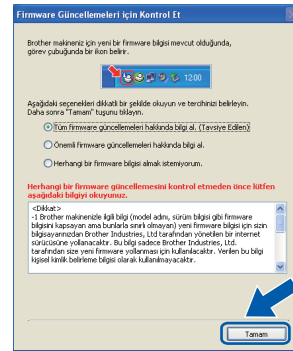 Firmware Güncellemeleri için Kontrol Et
Brother makineniz için yeni bir firmware bilgisi mevcut olduğunda,
görev çubuğunda bir ikon belirir.
12:00
Aşağıdaki seçenekleri dikkatli bir şekilde okuyun ve tercihinizi belirleyin.
Daha sonra "Tamam" tuşunu tıklayın.
Tüm firmware güncellemeleri hakkında bilgi al. (Tavsiye Edilen)
Önemli firmware güncellemeleri hakkında bilgi al.
Herhangi bir firmware bilgisi almak istemiyorum.
Herhangi bir firmware güncellemesini kontrol etmeden önce lütfen
aşağıdaki bilgiyi okuyunuz.
<Dikkat>
-1 Brother makinenizle ilgili bilgi (model adını, sürüm bilgisi gibi firmware
bilgisini kapsayan ama bunlarla sınırlı olmayan) yeni firmware bilgisi için sizin
bilgisayarınızdan Brother Industries, Ltd tarafından yönetilen bir internet
sürücüsüne yollanacaktır. Bu bilgi sadece Brother Industries, Ltd.
tarafından size yeni firmware yollanması için kullanılacaktır. Verilen bu bilgi
kişisel kimlik belirleme bilgisi olarak kullanılmayacaktır.
Tamam